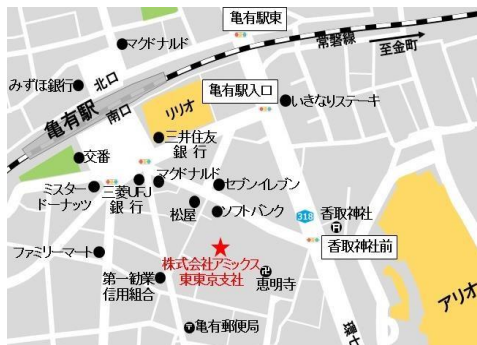 亀有駅東
マクドナルド
常磐線
至金町
みずほ銀行
北口
亀有駅
南口
リリオ
亀有駅入口
いきなりステーキ
三井住友
銀行
交番
マクドナルド
セブンイレブン
ミスター
ドーナッツ
三菱UFJ
銀行
松屋
ソフトバンク
318
香取神社
香取神社前
ファミリーマート
株式会社アミックス
東東京支社
第一勧業
信用組合
恵明寺
アリオ
亀有郵便局
環七